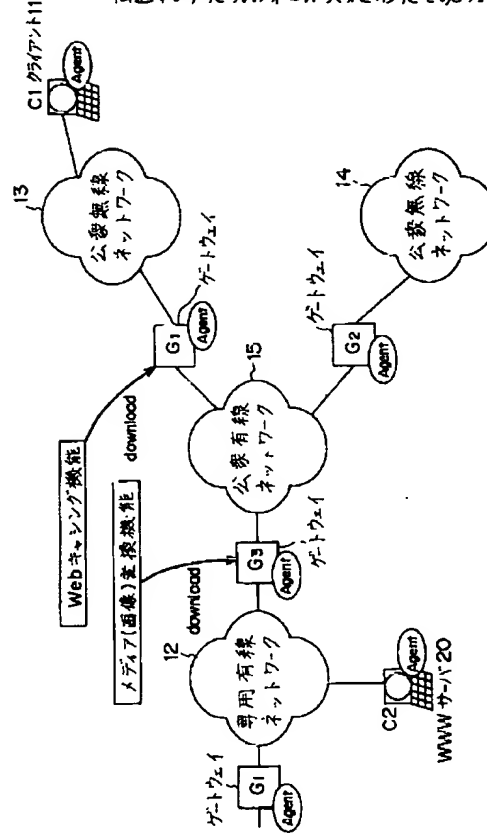 C1 クライアント11
Agent
13
公衆無線
ネットワーク
ゲートウェイ
G1
Agent
14
公衆無線
ネットワーク
ゲートウェイ
G2
Agent
15
公衆有線
ネットワーク
Webキャシング機能
download
メディア(画像)変換機能
download
G3
ゲートウェイ
Agent
12
専用有線
ネットワーク
Agent
C2
WWWサーバ20
ゲートウェイ
G1
Agent